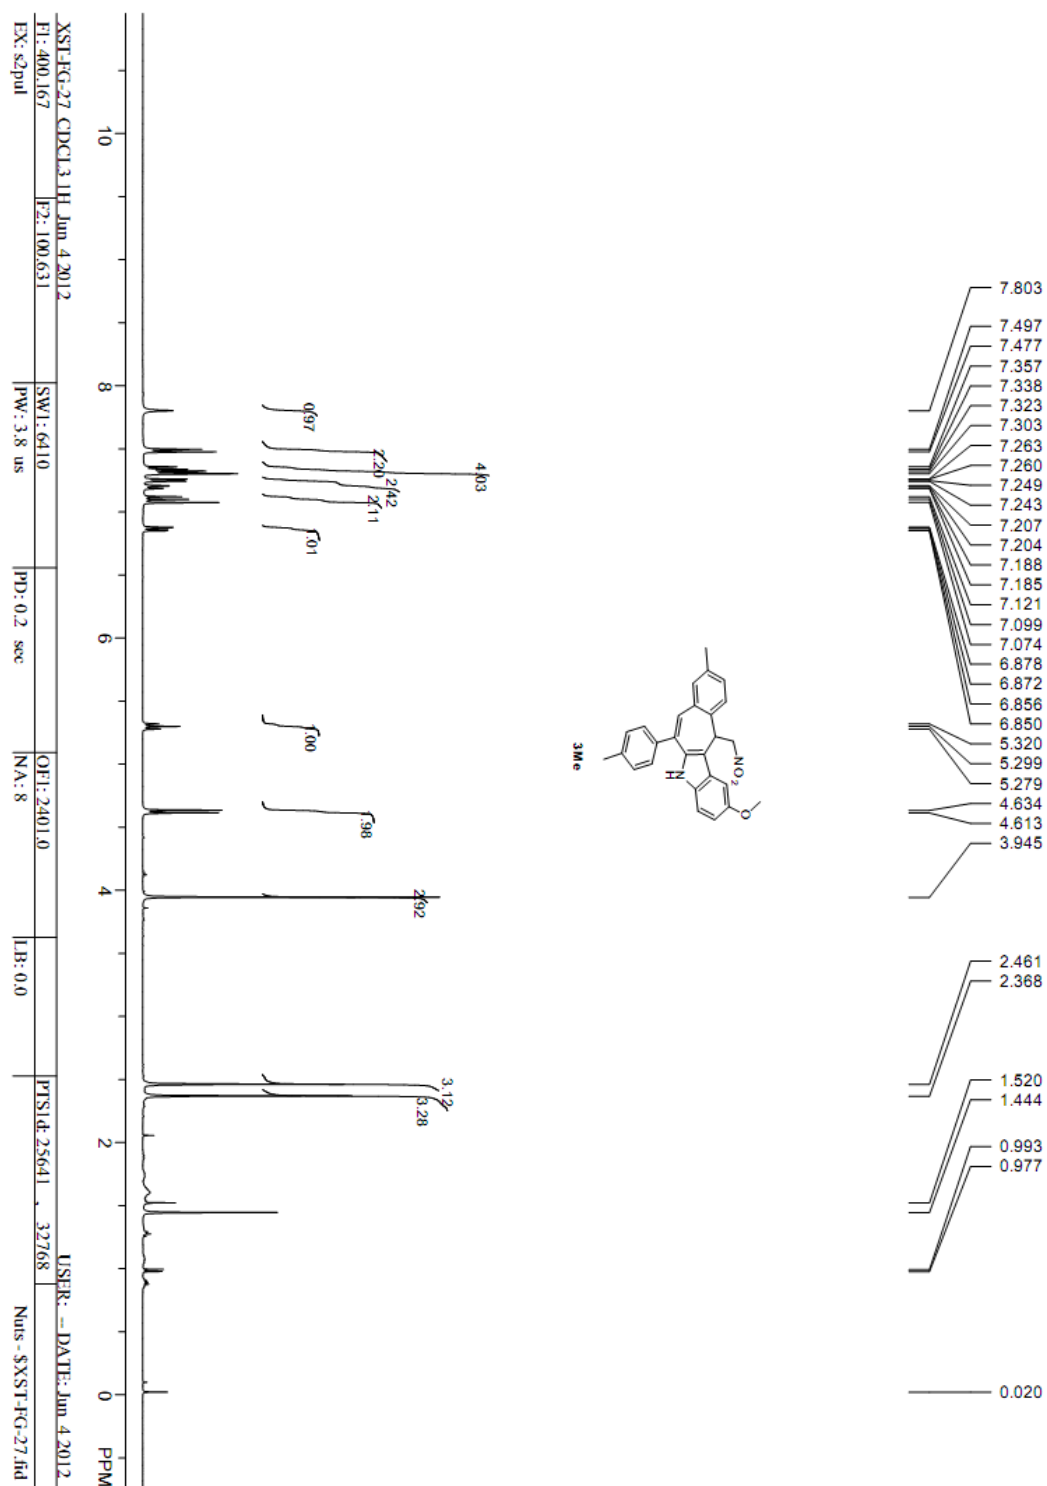 7.803
7.497
7.477
7.357
7.338
7.323
7.303
7.263
7.260
7.249
7.243
7.207
7.204
7.188
7.185
7.121
7.099
7.074
6.878
6.872
6.856
6.850
5.320
5.299
5.279
4.634
4.613
3.945
2.461
2.368
1.520
1.444
0.993
0.977
0.020
NO2
O
N
H
3Me
0.97
2.20
4.03
2.42
2.11
1.01
1.00
1.98
2.92
3.12
3.28
10
8
6
4
2
0
PPM
XST-FG-27 CDCL3 1H Jun 4 2012
USER: -- DATE: Jun 4 2012
F1: 400.167
F2: 100.631
SW1: 6410
OF1: 2401.0
PTS1d: 25641 , 32768
EX: s2pul
PW: 3.8 us
PD: 0.2 sec
NA: 8
LB: 0.0
Nuts - $XST-FG-27.fid